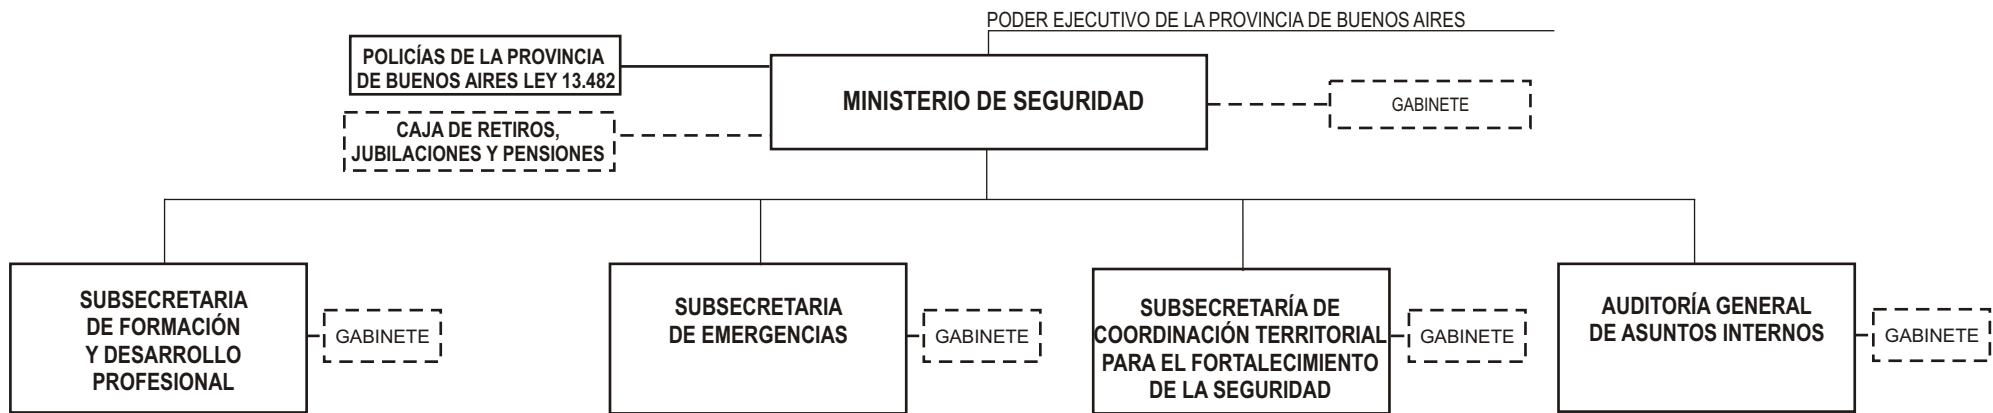 PODER EJECUTIVO DE LA PROVINCIA DE BUENOS AIRES
POLICÍAS DE LA PROVINCIA
DE BUENOS AIRES LEY 13.482
MINISTERIO DE SEGURIDAD
GABINETE
CAJA DE RETIROS,
JUBILACIONES Y PENSIONES
SUBSECRETARIA
DE FORMACIÓN
Y DESARROLLO
PROFESIONAL
GABINETE
SUBSECRETARIA
DE EMERGENCIAS
GABINETE
SUBSECRETARÍA DE
COORDINACIÓN TERRITORIAL
PARA EL FORTALECIMIENTO
DE LA SEGURIDAD
GABINETE
AUDITORÍA GENERAL
DE ASUNTOS INTERNOS
GABINETE